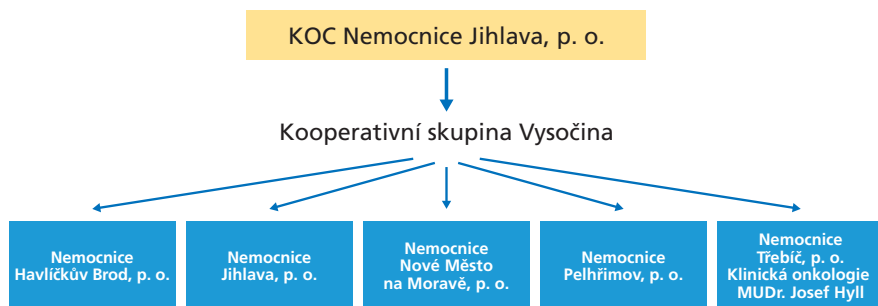 KOC Nemocnice Jihlava, p. o.
Kooperativní skupina Vysočina
Nemocnice
Havlíčkův Brod, p. o.
Nemocnice
Jihlava, p. o.
Nemocnice
Nové Město
na Moravě, p. o.
Nemocnice
Pelhřimov, p. o.
Nemocnice
Třebíč, p. o.
Klinická onkologie
MUDr. Josef Hyll